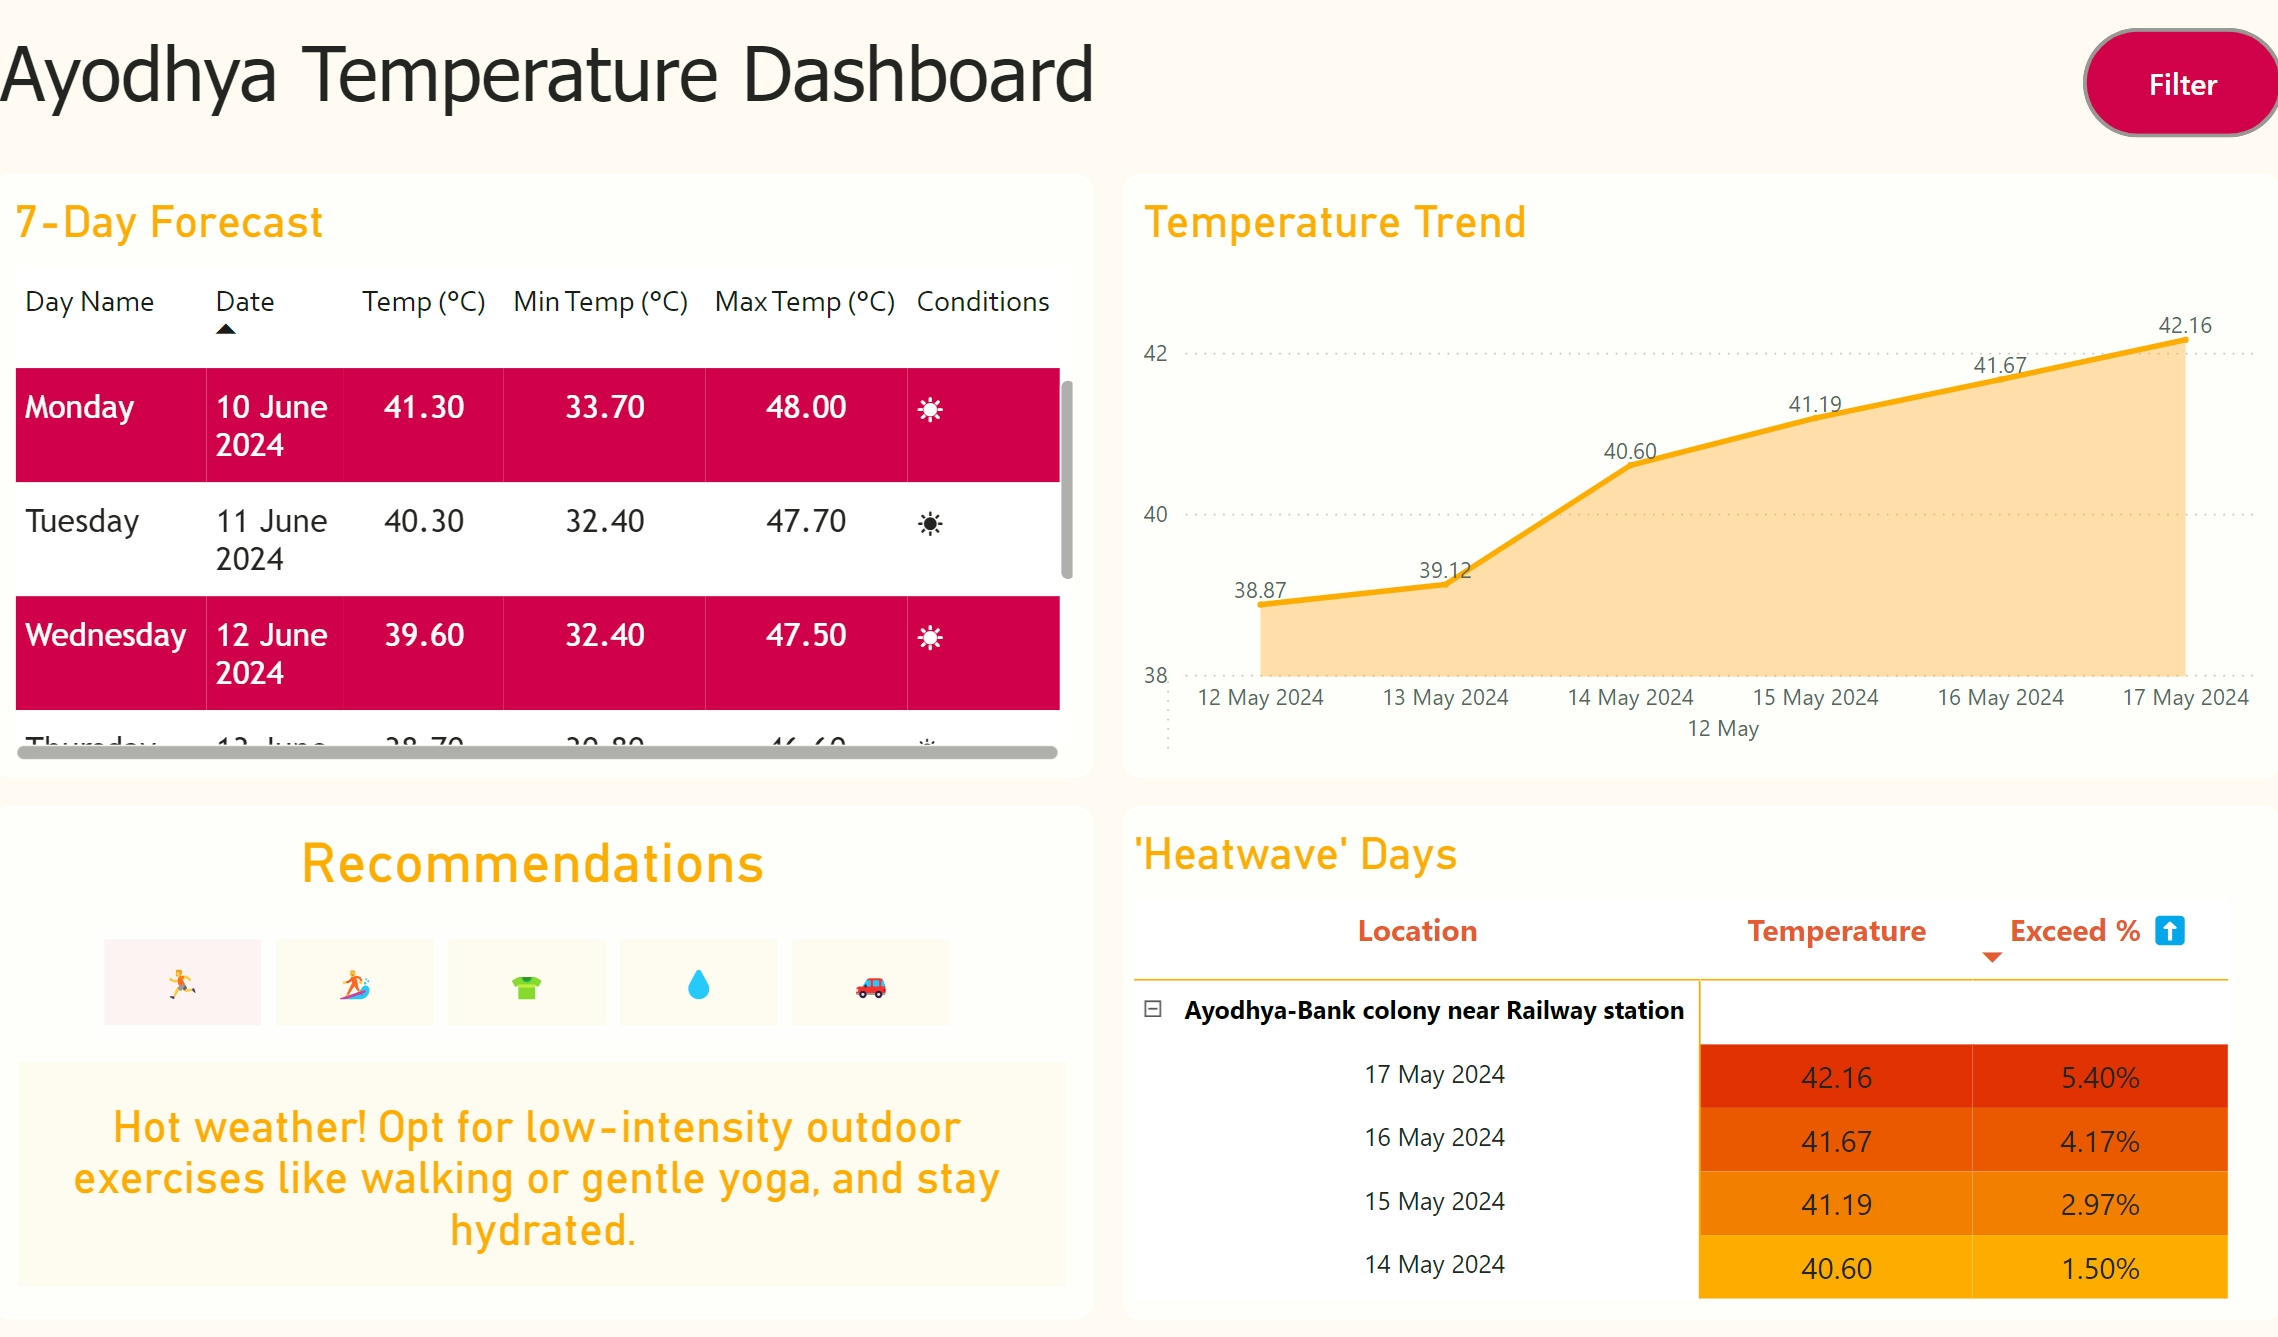 Ayodhya Temperature Dashboard
Filter
7-Day Forecast
Day Name Date Temp (°C) Min Temp (°C) Max Temp (°C) Conditions
Monday 10 June 2024 41.30 33.70 48.00
Tuesday 11 June 2024 40.30 32.40 47.70
Wednesday 12 June 2024 39.60 32.40 47.50
Temperature Trend
42
40
38
38.87
39.12
40.60
41.19
41.67
42.16
12 May 2024 13 May 2024 14 May 2024 15 May 2024 16 May 2024 17 May 2024
12 May
Recommendations
Hot weather! Opt for low-intensity outdoor
exercises like walking or gentle yoga, and stay
hydrated.
'Heatwave' Days
Location Temperature Exceed %
Ayodhya-Bank colony near Railway station
17 May 2024 42.16 5.40%
16 May 2024 41.67 4.17%
15 May 2024 41.19 2.97%
14 May 2024 40.60 1.50%